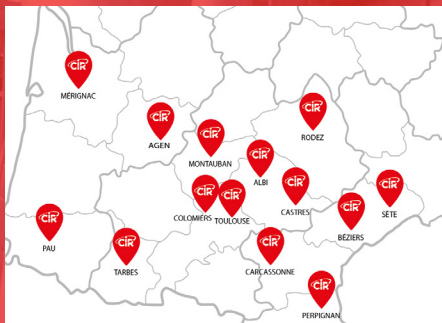 CIR
MÉRIGNAC
CIR
AGEN
CIR
MONTAUBAN
CIR
RODEZ
CIR
ALBI
CIR
COLOMIERS
CIR
TOULOUSE
CIR
CASTRES
CIR
BÉZIERS
CIR
SÈTE
CIR
PAU
CIR
TARBES
CIR
CARCASSONNE
CIR
PERPIGNAN